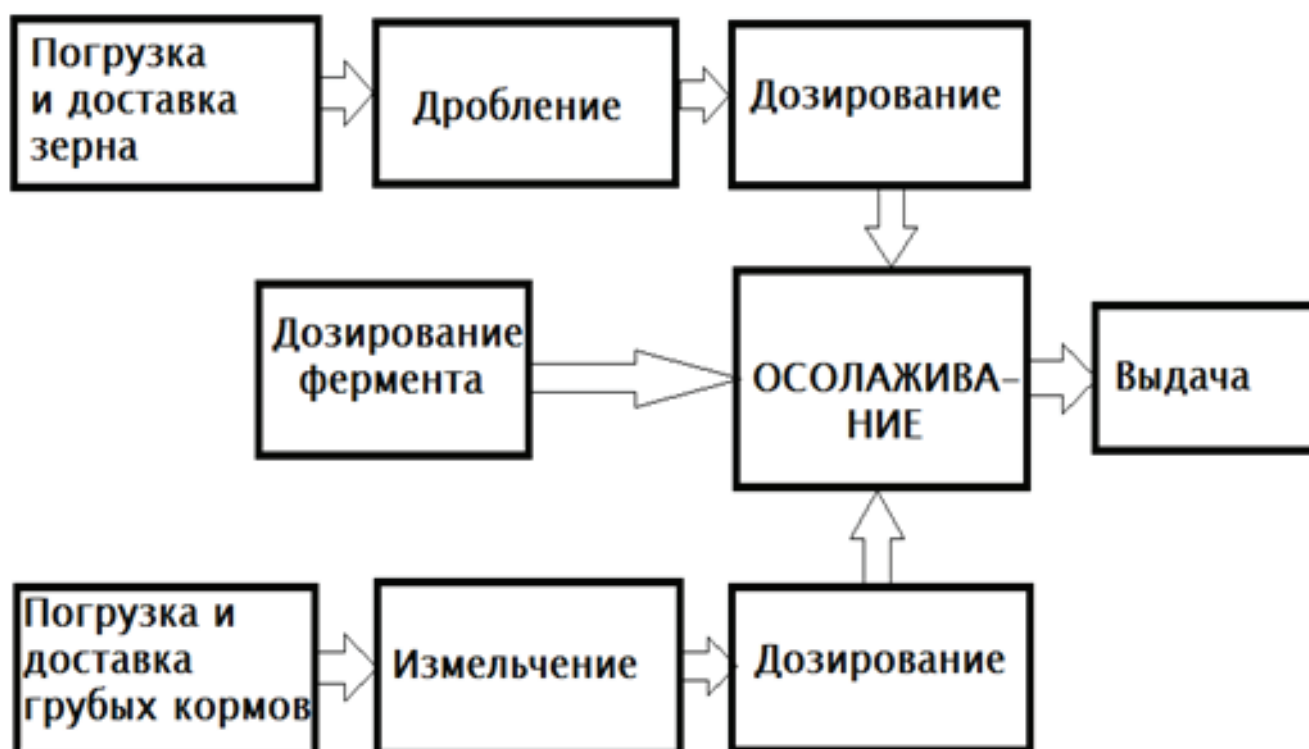 Погрузка
и доставка
зерна
Дробление
Дозирование
Дозирование
фермента
ОСОЛАЖИВА-
НИЕ
Выдача
Погрузка и
доставка
грубых кормов
Измельчение
Дозирование